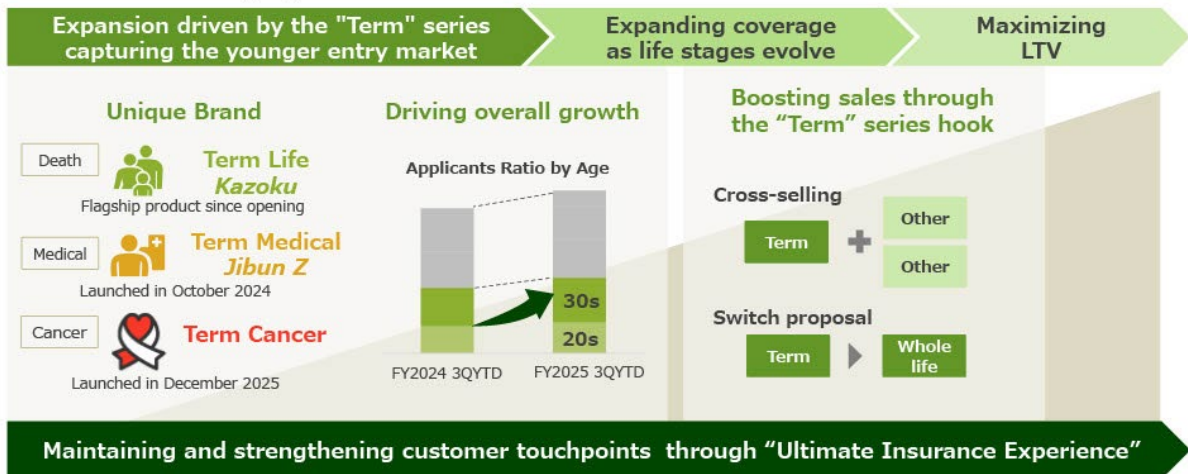 Expansion driven by the "Term" series
capturing the younger entry market
Expanding coverage
as life stages evolve
Maximizing
LTV
Unique Brand
Death
Term Life
Kazoku
Flagship product since opening
Medical
Term Medical
Jibun Z
Launched in October 2024
Cancer
Term Cancer
Launched in December 2025
Driving overall growth
Applicants Ratio by Age
30s
20s
FY2024 3QYTD
FY2025 3QYTD
Boosting sales through
the “Term” series hook
Cross-selling
Term
Other
Other
Switch proposal
Term
Whole
life
Maintaining and strengthening customer touchpoints through “Ultimate Insurance Experience”